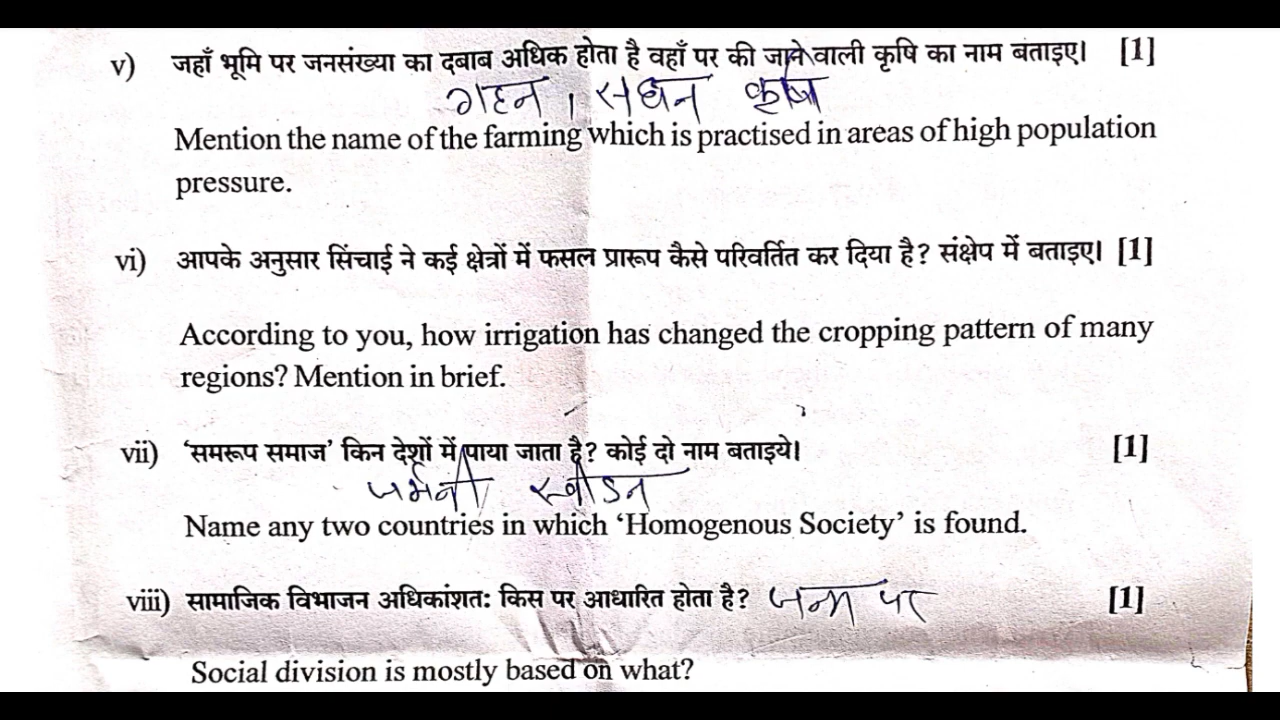 v) जहाँ भूमि पर जनसंख्या का दबाब अधिक होता है वहाँ पर की जाने वाली कृषि का नाम बताइए। [1]
गहन । सघन कृषि
Mention the name of the farming which is practised in areas of high population
pressure.
vi) आपके अनुसार सिंचाई ने कई क्षेत्रों में फसल प्रारूप कैसे परिवर्तित कर दिया है? संक्षेप में बताइए। [1]
According to you, how irrigation has changed the cropping pattern of many
regions? Mention in brief.
vii) ‘समरूप समाज’ किन देशों में पाया जाता है? कोई दो नाम बताइये। [1]
जर्मनी स्वीडन
Name any two countries in which ‘Homogenous Society’ is found.
viii) सामाजिक विभाजन अधिकांशतः किस पर आधारित होता है? जन्म पर [1]
Social division is mostly based on what?